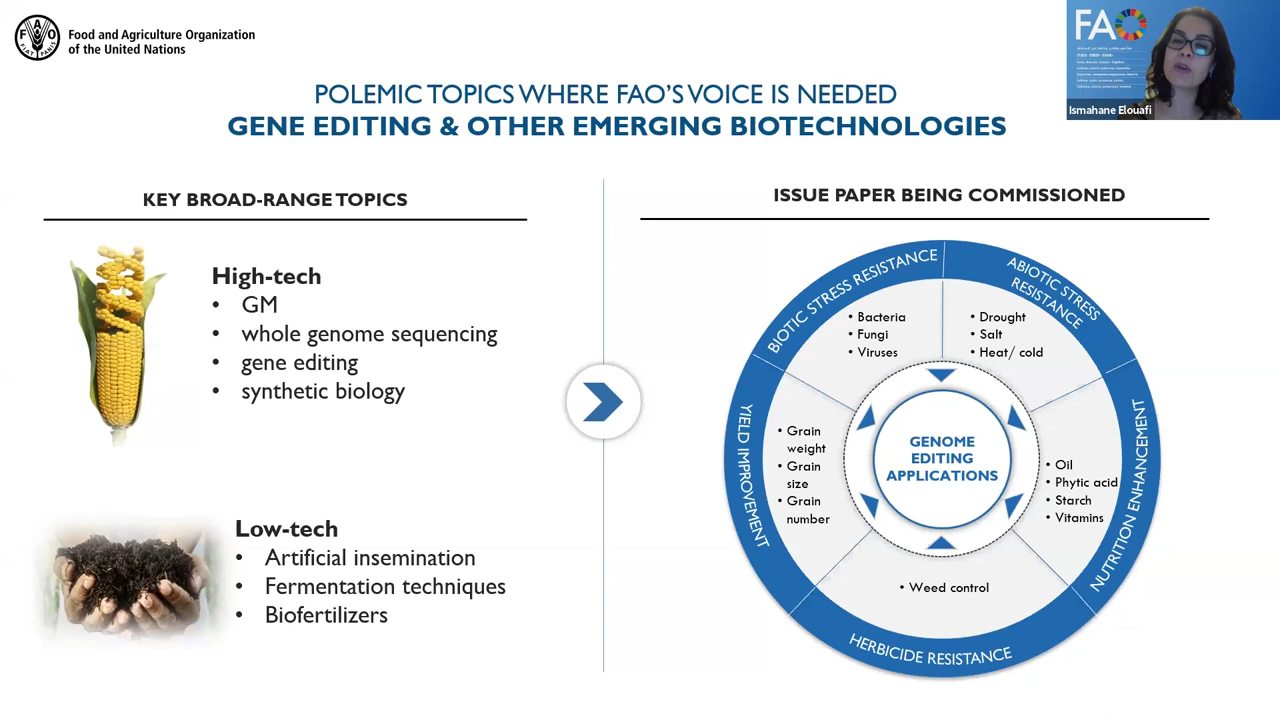 Food and Agriculture Organization
of the United Nations
FAO
Ismahane Elouafi
POLEMIC TOPICS WHERE FAO'S VOICE IS NEEDED
GENE EDITING & OTHER EMERGING BIOTECHNOLOGIES
KEY BROAD-RANGE TOPICS
High-tech
• GM
• whole genome sequencing
• gene editing
• synthetic biology
Low-tech
• Artificial insemination
• Fermentation techniques
• Biofertilizers
ISSUE PAPER BEING COMMISSIONED
BIOTIC STRESS RESISTANCE
• Bacteria
• Fungi
• Viruses
ABIOTIC STRESS
RESISTANCE
• Drought
• Salt
• Heat/ cold
YIELD IMPROVEMENT
• Grain
weight
• Grain
size
• Grain
number
GENOME
EDITING
APPLICATIONS
NUTRITION ENHANCEMENT
• Oil
• Phytic acid
• Starch
• Vitamins
• Weed control
HERBICIDE RESISTANCE